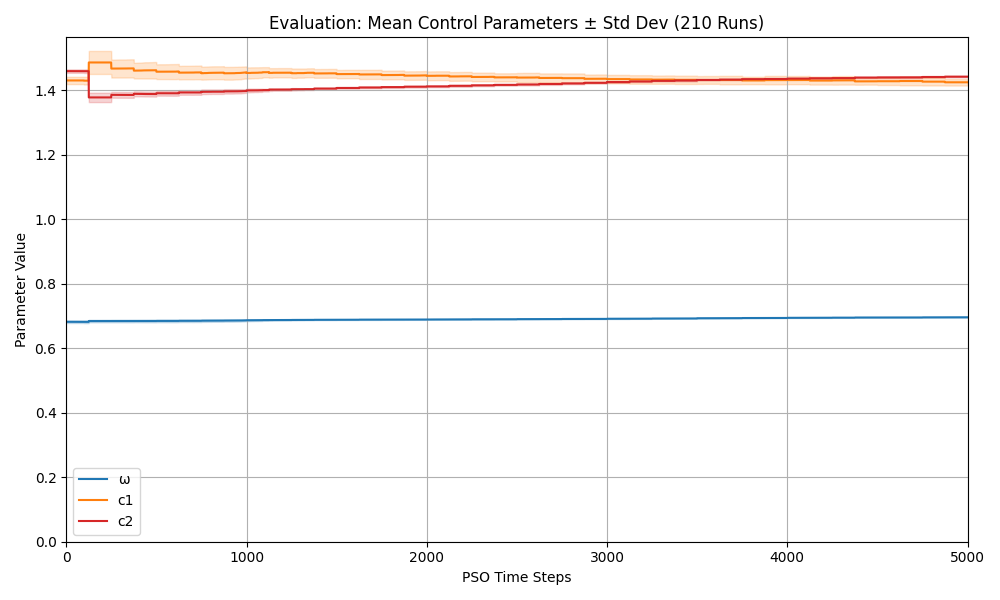 Evaluation: Mean Control Parameters ± Std Dev (210 Runs)
Parameter Value
1.4
1.2
1.0
0.8
0.6
0.4
0.2
0.0
ω
c1
c2
0 1000 2000 3000 4000 5000
PSO Time Steps